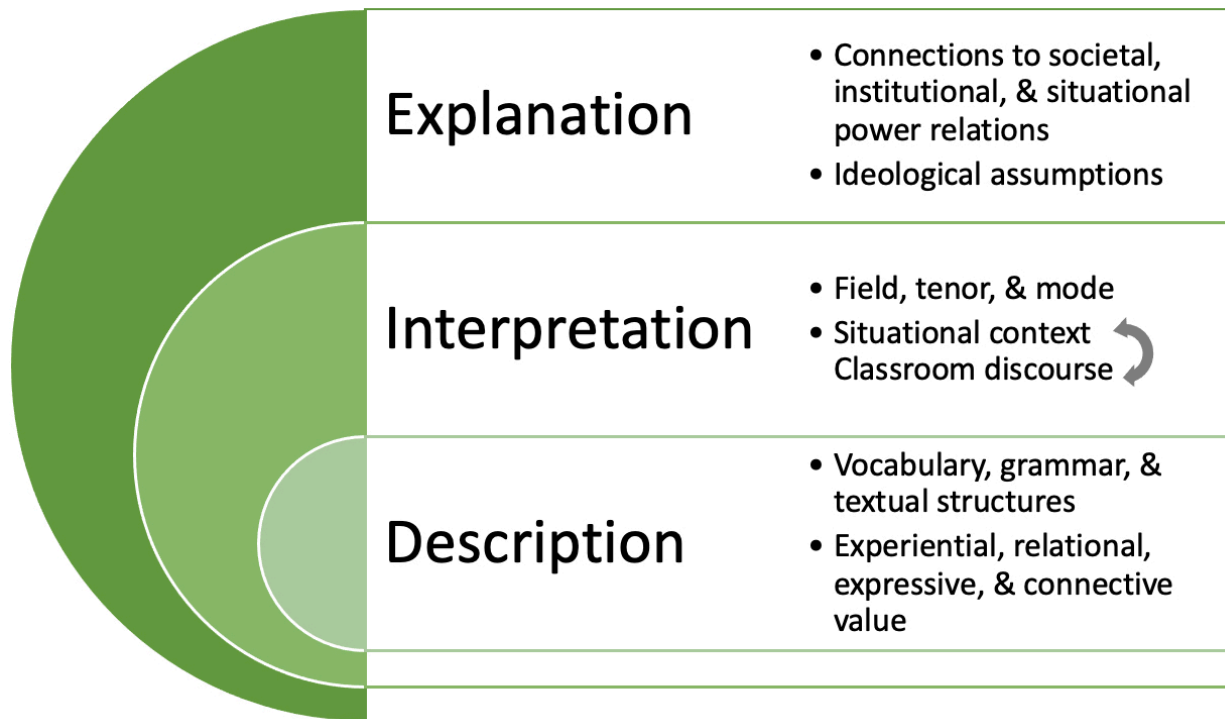 Explanation
• Connections to societal,
institutional, & situational
power relations
• Ideological assumptions
Interpretation
• Field, tenor, & mode
• Situational context
Classroom discourse
Description
• Vocabulary, grammar, &
textual structures
• Experiential, relational,
expressive, & connective
value